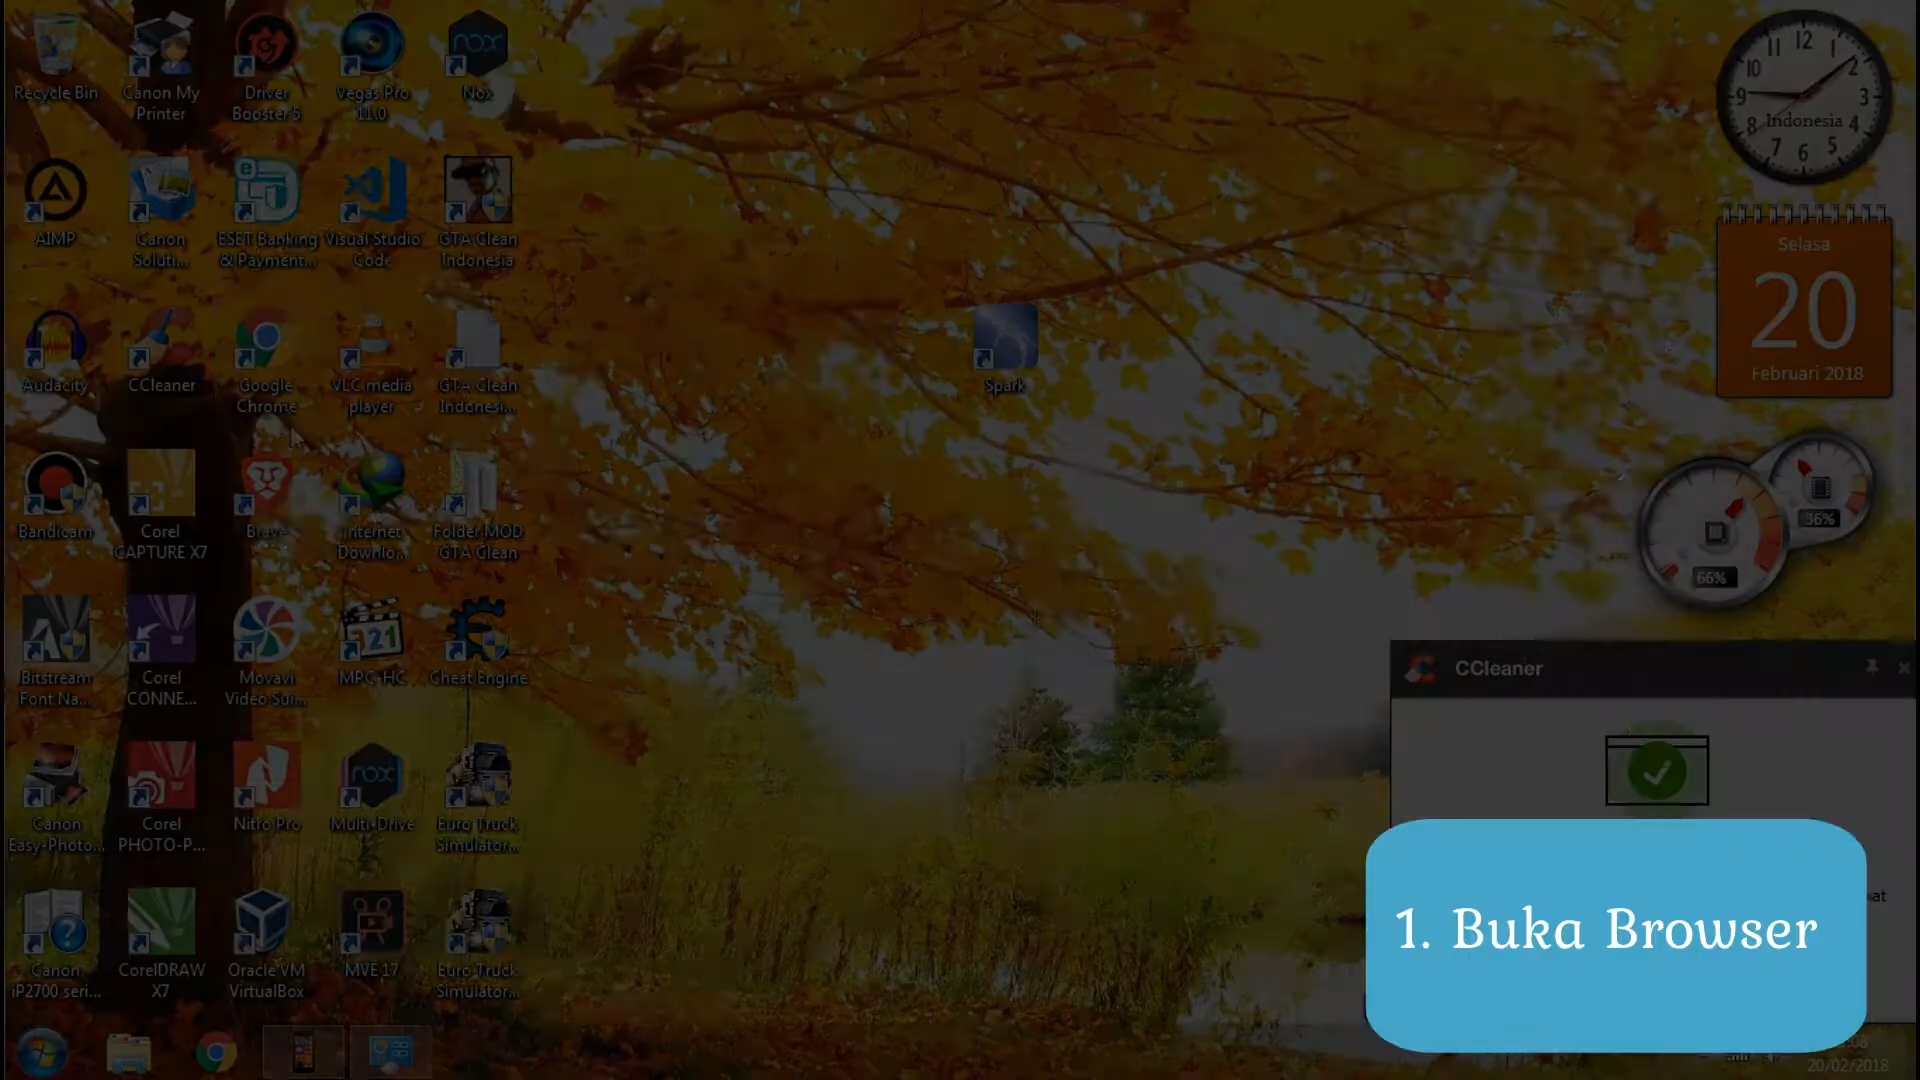 Recycle Bin
Canon My
Printer
Driver
Booster 5
Vegas Pro
11.0
Nox
AIMP
Canon
Soluti...
ESET Banking
& Payment...
Visual Studio
Code
GTA Clean
Indonesia
Audacity
CCleaner
Google
Chrome
VLC media
player
GTA Clean
Indonesi...
Spark
Bandicam
Corel
CAPTURE X7
Brave
Internet
Downlo...
Folder MOD
GTA Clean
Bitstream
Font Na...
Corel
CONNE...
Movavi
Video Sui...
MPC-HC
Cheat Engine
Canon
Easy-Photo...
Corel
PHOTO-P...
Nitro Pro
Multi-Drive
Euro Truck
Simulator...
Canon
iP2700 seri...
CorelDRAW
X7
Oracle VM
VirtualBox
MVE 17
Euro Truck
Simulator...
12
11 1
10 2
9 3
8 Indonesia 4
7 5
6
Selasa
20
Februari 2018
36%
66%
CCleaner
1. Buka Browser
20/02/2018